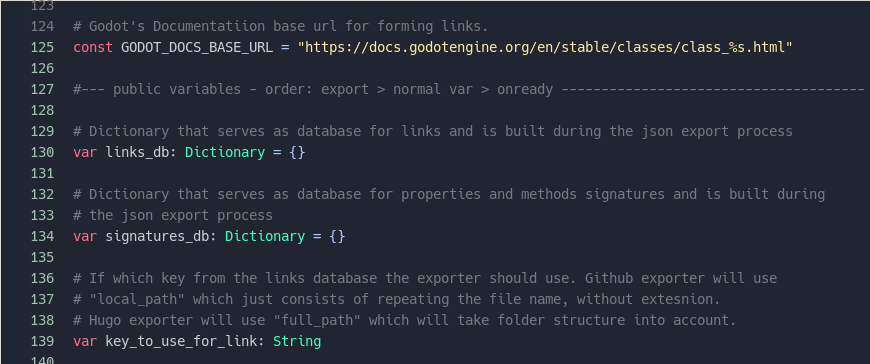 123
124 # Godot's Documentatiion base url for forming links.
125 const GODOT_DOCS_BASE_URL = "https://docs.godotengine.org/en/stable/classes/class_%s.html"
126
127 #--- public variables - order: export > normal var > onready --------------------------------------
128
129 # Dictionary that serves as database for links and is built during the json export process
130 var links_db: Dictionary = {}
131
132 # Dictionary that serves as database for properties and methods signatures and is built during
133 # the json export process
134 var signatures_db: Dictionary = {}
135
136 # If which key from the links database the exporter should use. Github exporter will use
137 # "local_path" which just consists of repeating the file name, without extesnion.
138 # Hugo exporter will use "full_path" which will take folder structure into account.
139 var key_to_use_for_link: String
140